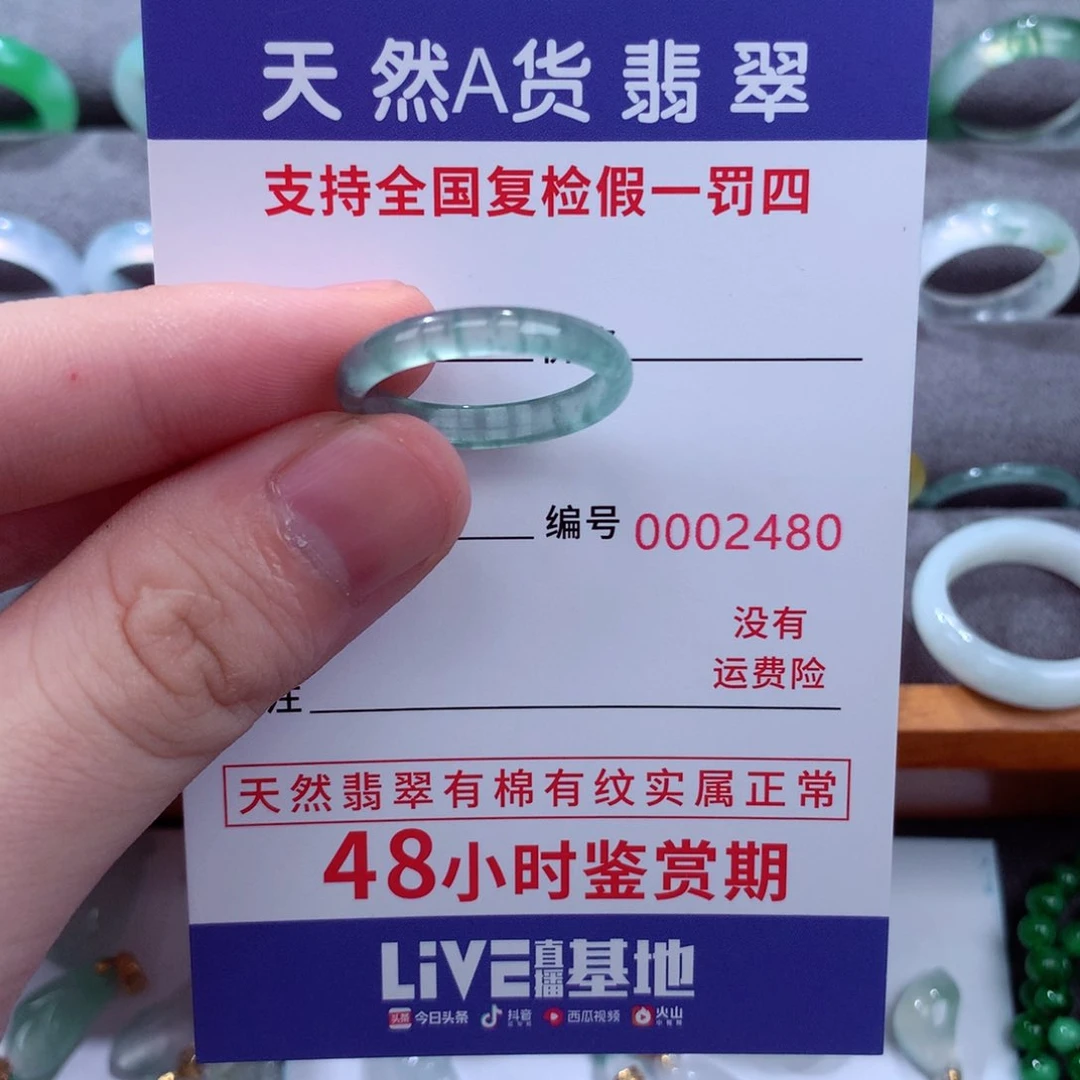 天然A货翡翠
支持全国复检假一罚四
编号 0002480
没有
运费险
注
天然翡翠有棉有纹实属正常
48小时鉴赏期
LiVE直播基地
头条 今日头条 抖音 西瓜视频 火山